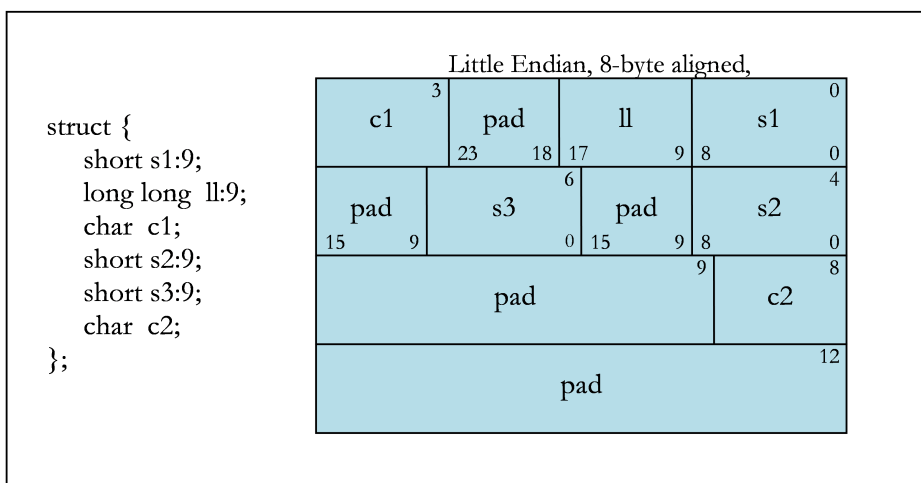 Little Endian, 8-byte aligned,
struct {
short s1:9;
long long ll:9;
char c1;
short s2:9;
short s3:9;
char c2;
};
3 0
c1 pad ll s1
23 18 17 9 8 0
6 4
pad s3 pad s2
15 9 0 15 9 8 0
9 8
pad c2
12
pad